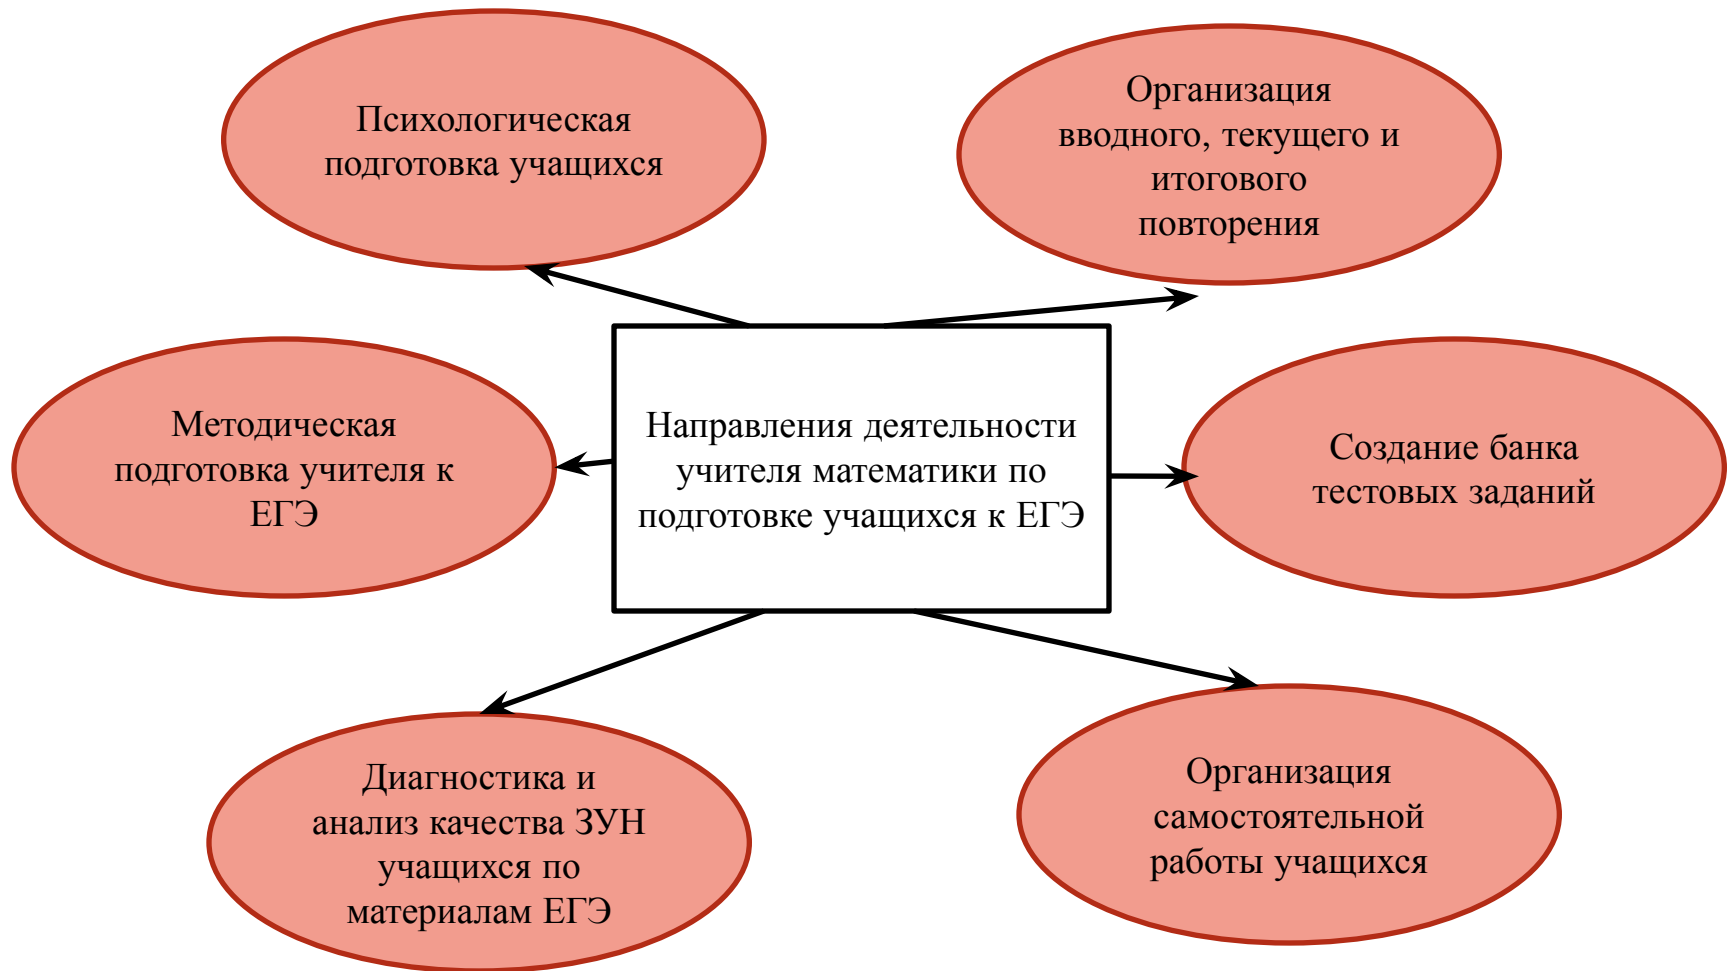 Психологическая
подготовка учащихся
Организация
вводного, текущего и
итогового
повторения
Методическая
подготовка учителя к
ЕГЭ
Направления деятельности
учителя математики по
подготовке учащихся к ЕГЭ
Создание банка
тестовых заданий
Диагностика и
анализ качества ЗУН
учащихся по
материалам ЕГЭ
Организация
самостоятельной
работы учащихся